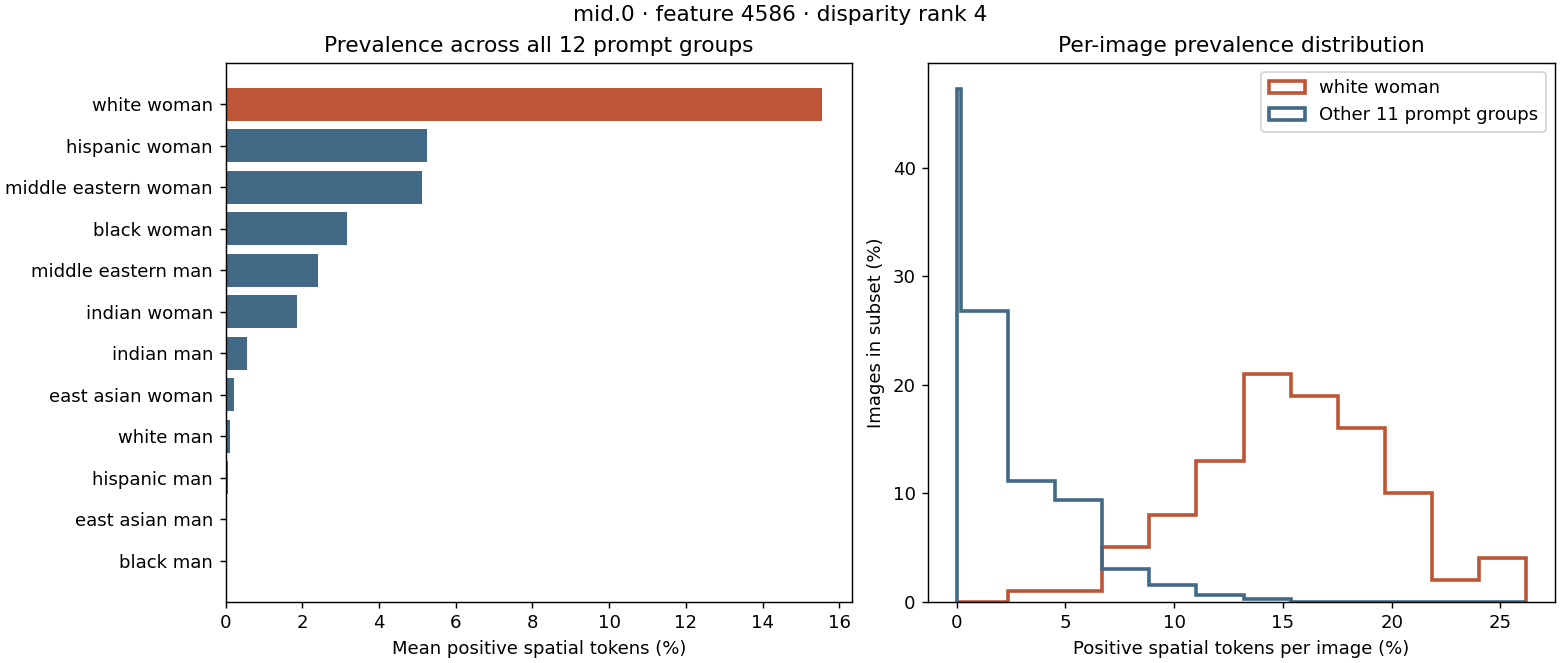 mid.0 · feature 4586 · disparity rank 4
Prevalence across all 12 prompt groups
white woman
hispanic woman
middle eastern woman
black woman
middle eastern man
indian woman
indian man
east asian woman
white man
hispanic man
east asian man
black man
0 2 4 6 8 10 12 14 16
Mean positive spatial tokens (%)
Per-image prevalence distribution
white woman
Other 11 prompt groups
Images in subset (%)
40
30
20
10
0
0 5 10 15 20 25
Positive spatial tokens per image (%)